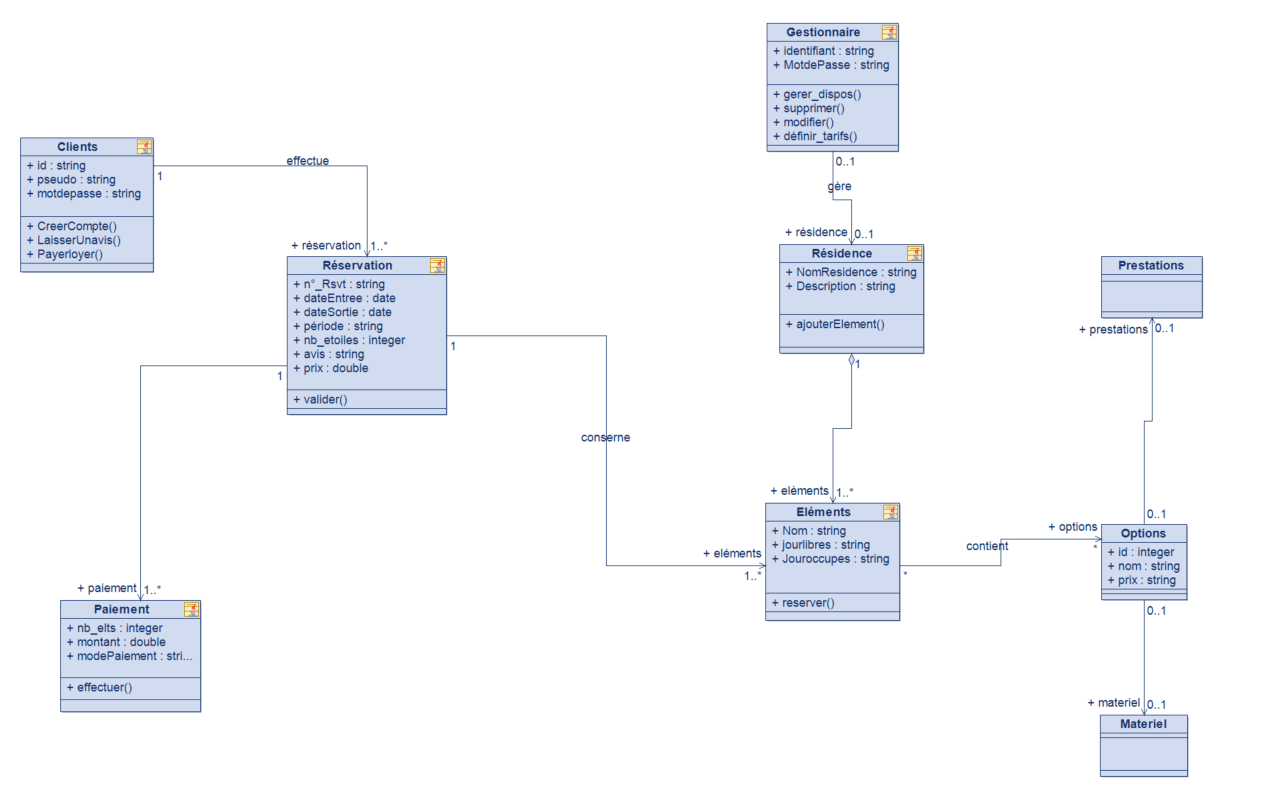 Gestionnaire
+ identifiant : string
+ MotdePasse : string
+ gerer_dispos()
+ supprimer()
+ modifier()
+ définir_tarifs()
0..1
gère
+ résidence
0..1
Clients
+ id : string
+ pseudo : string
+ motdepasse : string
+ CreerCompte()
+ LaisserUnavis()
+ Payerloyer()
1
effectue
+ réservation
1..*
Réservation
+ n°_Rsvt : string
+ dateEntree : date
+ dateSortie : date
+ période : string
+ nb_etoiles : integer
+ avis : string
+ prix : double
+ valider()
1
1
conserne
+ eléments
1..*
Résidence
+ NomResidence : string
+ Description : string
+ ajouterElement()
1
+ eléments
1..*
Prestations
+ prestations
0..1
Eléments
+ Nom : string
+ jourlibres : string
+ Jouroccupes : string
+ reserver()
*
contient
+ options
*
0..1
Options
+ id : integer
+ nom : string
+ prix : string
0..1
+ materiel
0..1
Materiel
+ paiement
1..*
Paiement
+ nb_elts : integer
+ montant : double
+ modePaiement : stri...
+ effectuer()